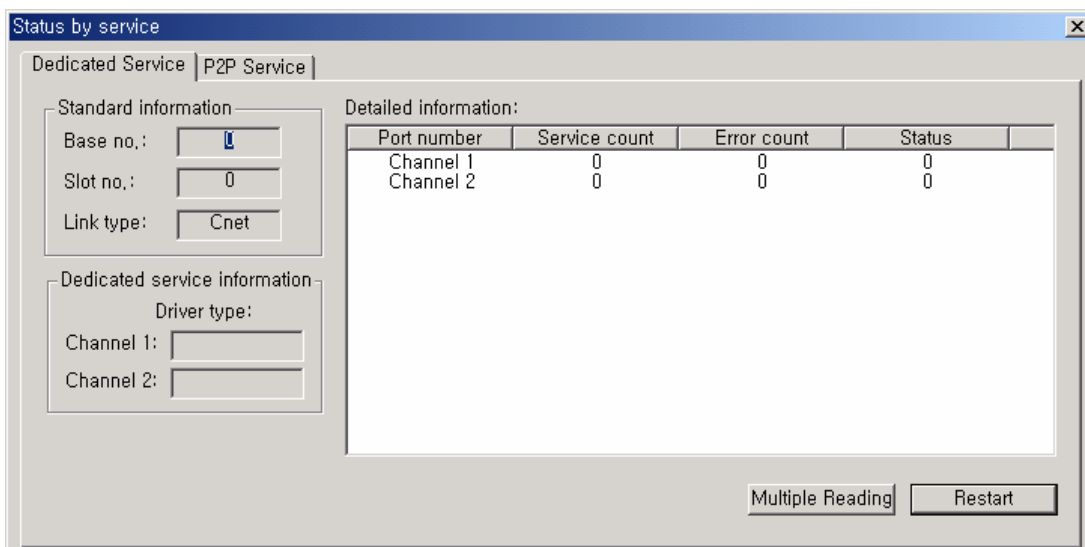 Status by service
Dedicated Service
P2P Service
Standard information
Base no,:
0
Slot no,:
0
Link type:
Cnet
Dedicated service information
Driver type:
Channel 1:
Channel 2:
Detailed information:
Port number Service count Error count Status
Channel 1 0 0 0
Channel 2 0 0 0
Multiple Reading
Restart